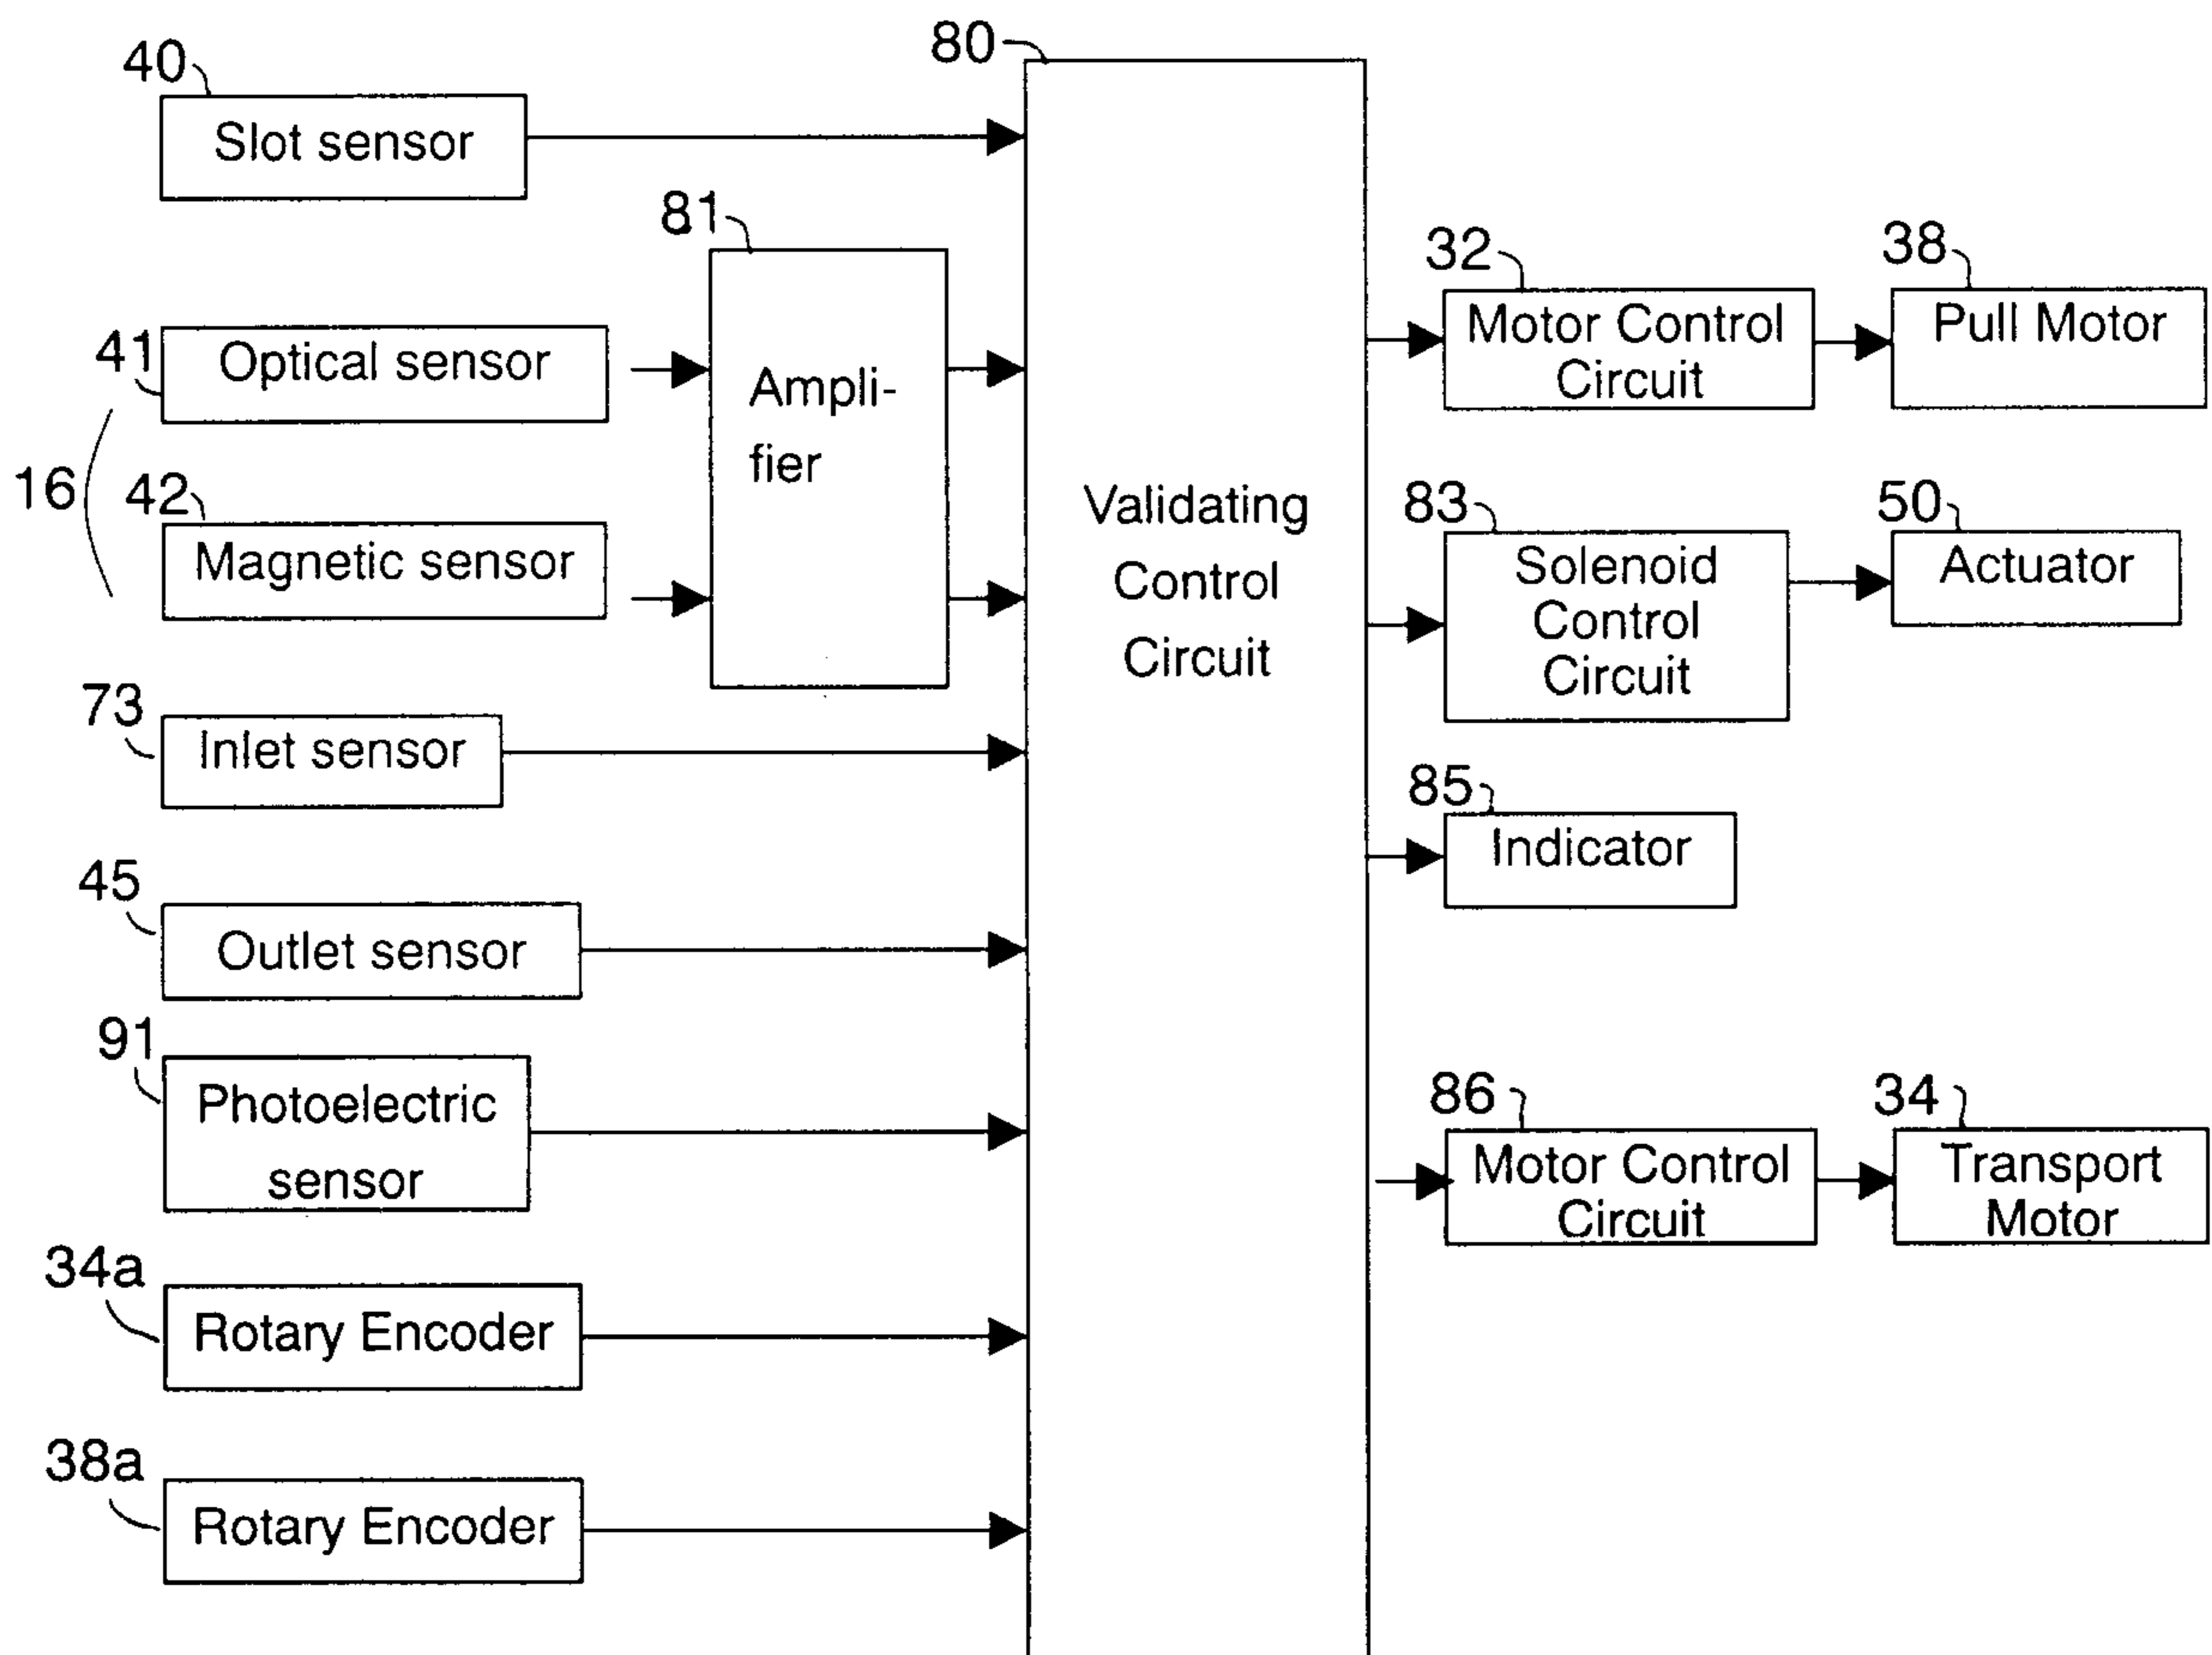 40
Slot sensor
80
81
Ampli-
fier
41
Optical sensor
16
42
Magnetic sensor
73
Inlet sensor
45
Outlet sensor
91
Photoelectric
sensor
34a
Rotary Encoder
38a
Rotary Encoder
Validating
Control
Circuit
32
Motor Control
Circuit
38
Pull Motor
83
Solenoid
Control
Circuit
50
Actuator
85
Indicator
86
Motor Control
Circuit
34
Transport
Motor